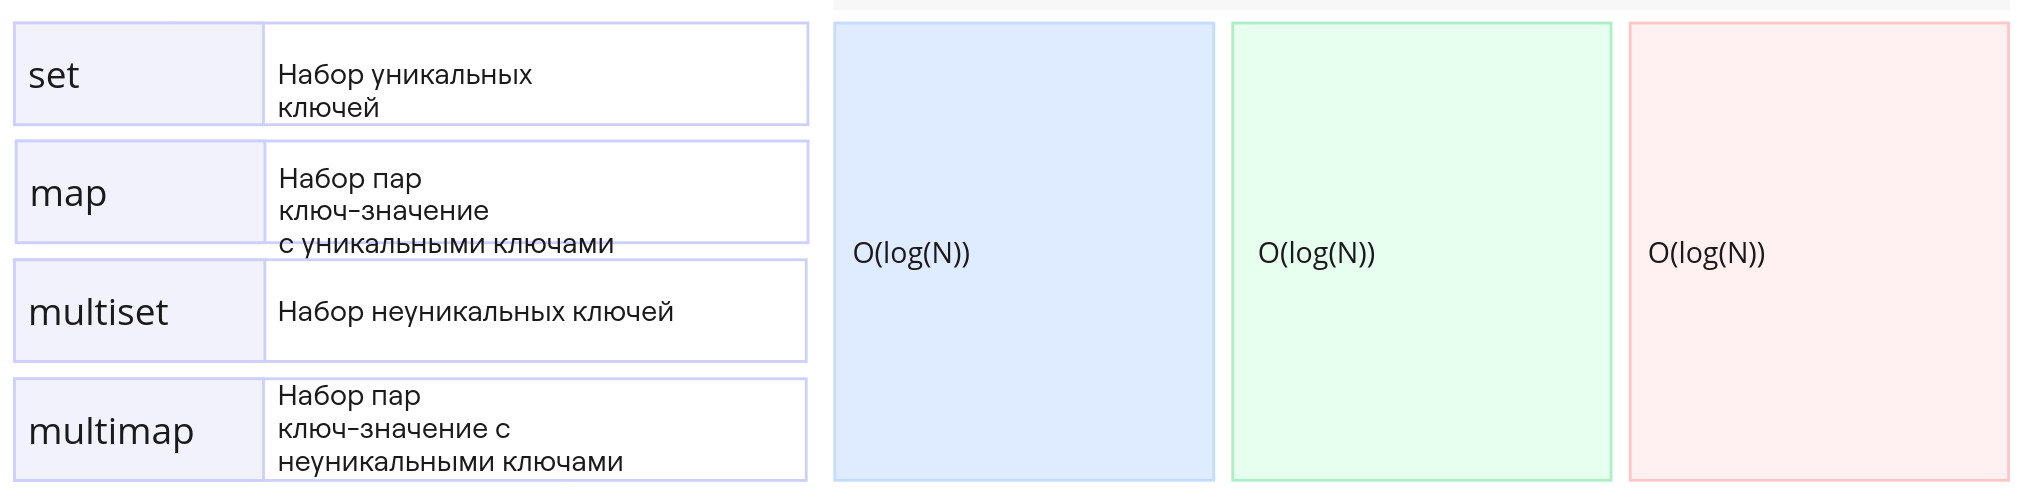 set
Набор уникальных
ключей
map
Набор пар
ключ-значение
с уникальными ключами
multiset
Набор неуникальных ключей
multimap
Набор пар
ключ-значение с
неуникальными ключами
O(log(N))
O(log(N))
O(log(N))